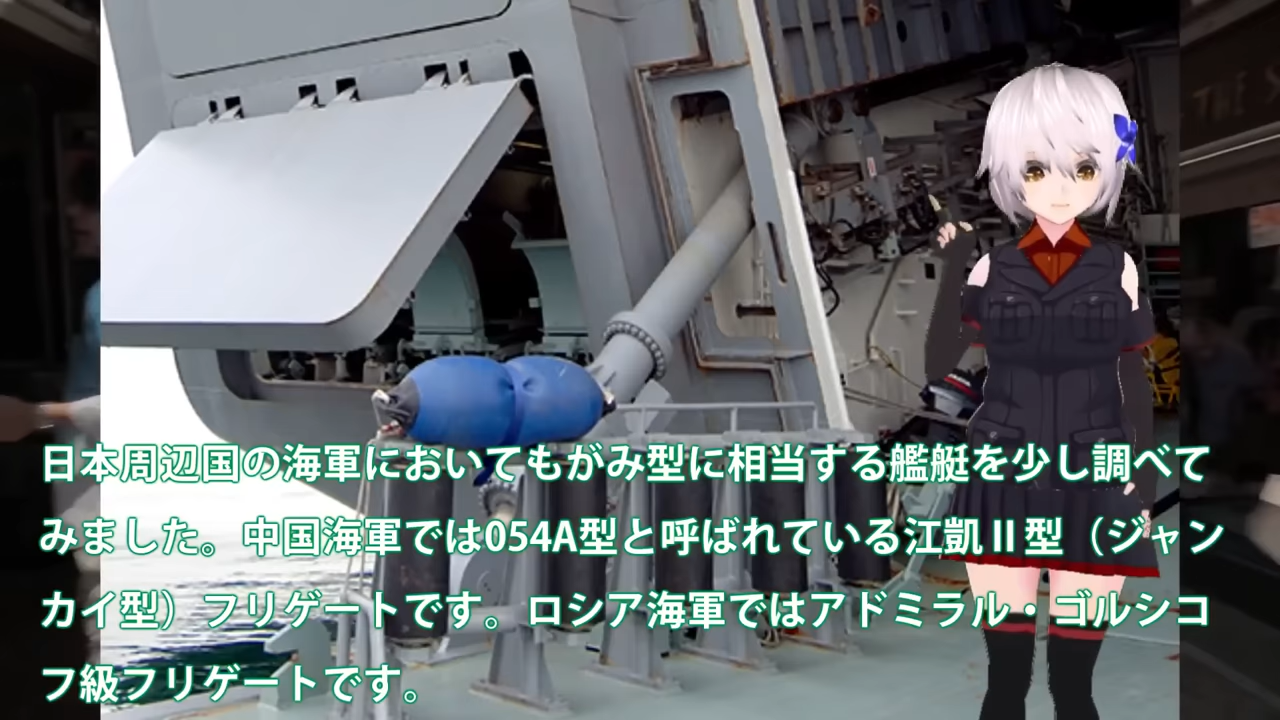 日本周辺国の海軍においてもがみ型に相当する艦艇を少し調べて
みました。中国海軍では054A型と呼ばれている江凱Ⅱ型（ジャン
カイ型）フリゲートです。ロシア海軍ではアドミラル・ゴルシコ
フ級フリゲートです。